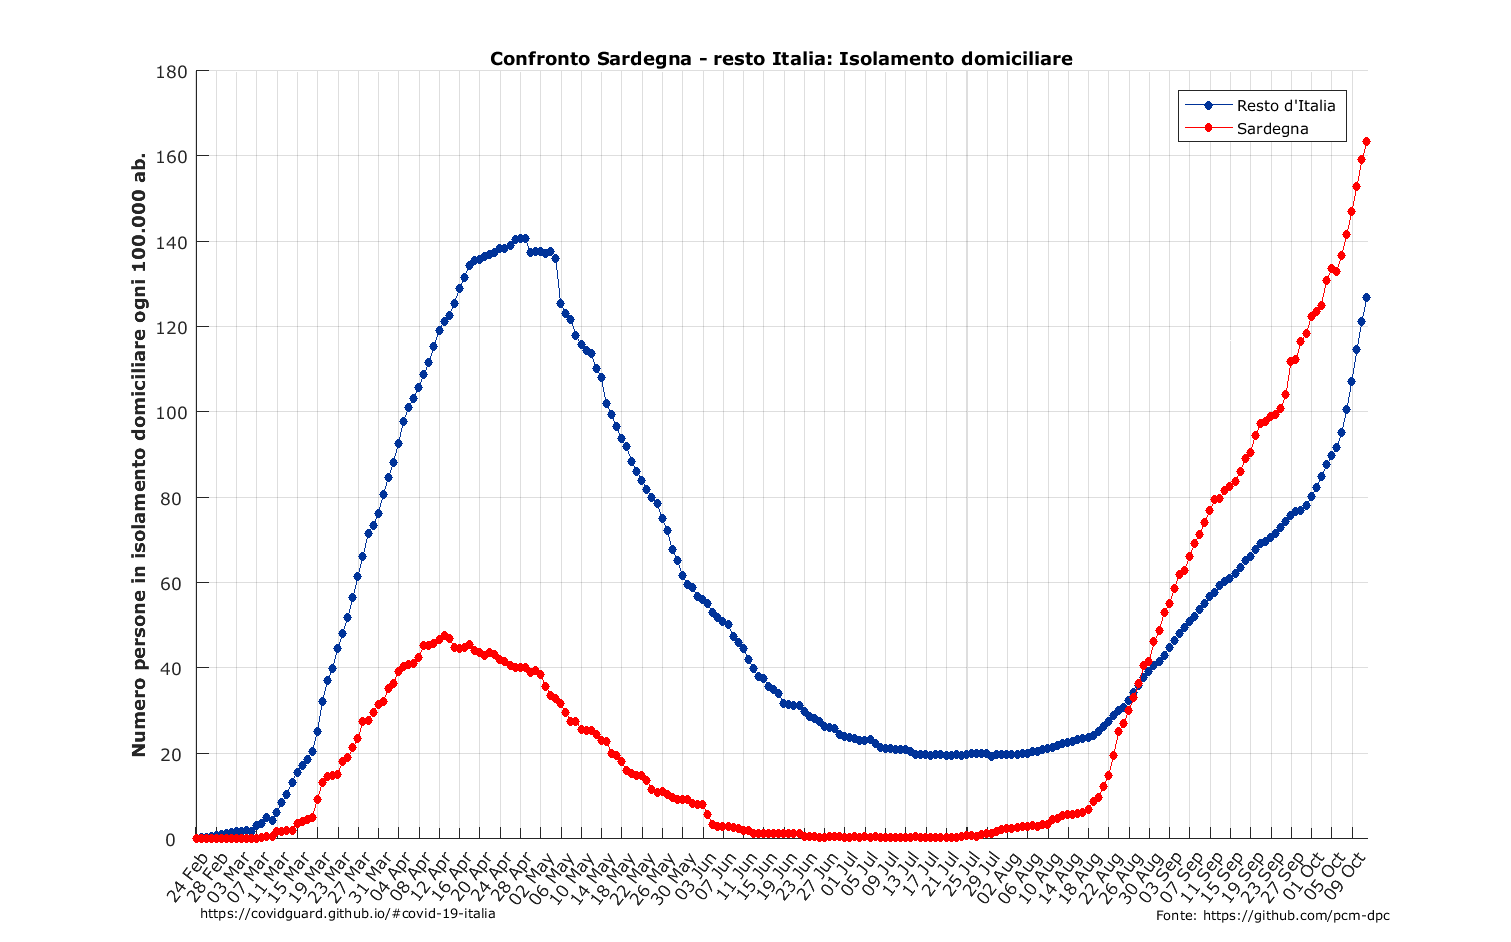 Confronto Sardegna - resto Italia: Isolamento domiciliare
Resto d'Italia
Sardegna
Numero persone in isolamento domiciliare ogni 100.000 ab.
180
160
140
120
100
80
60
40
20
0
24 Feb
28 Feb
03 Mar
07 Mar
11 Mar
15 Mar
19 Mar
23 Mar
27 Mar
31 Mar
04 Apr
08 Apr
12 Apr
16 Apr
20 Apr
24 Apr
28 Apr
02 May
06 May
10 May
14 May
18 May
22 May
26 May
30 May
03 Jun
07 Jun
11 Jun
15 Jun
19 Jun
23 Jun
27 Jun
01 Jul
05 Jul
09 Jul
13 Jul
17 Jul
21 Jul
25 Jul
29 Jul
02 Aug
06 Aug
10 Aug
14 Aug
18 Aug
22 Aug
26 Aug
30 Aug
03 Sep
07 Sep
11 Sep
15 Sep
19 Sep
23 Sep
27 Sep
01 Oct
05 Oct
09 Oct
https://covidguard.github.io/#covid-19-italia
Fonte: https://github.com/pcm-dpc